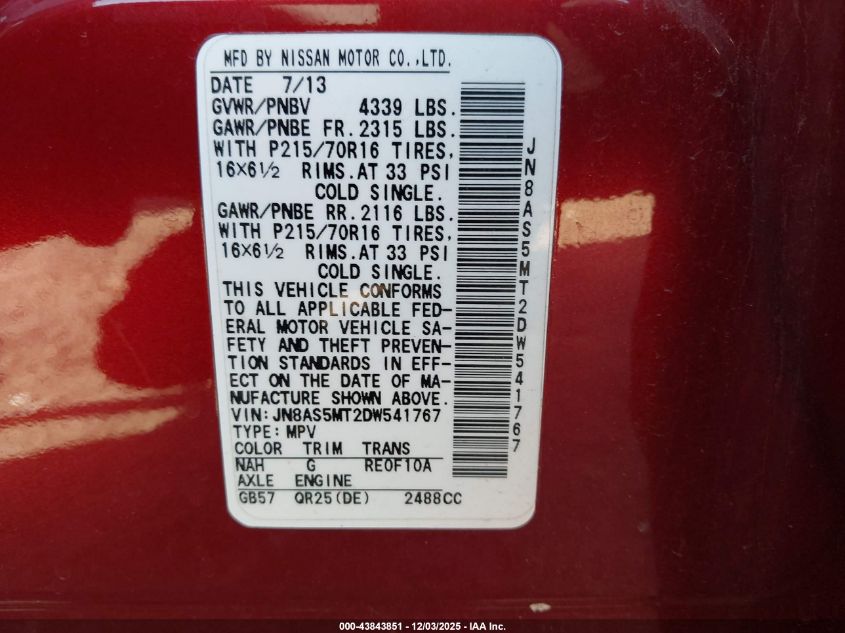 MFD BY NISSAN MOTOR CO.,LTD.
DATE 7/13
GVWR/PNBV 4339 LBS.
GAWR/PNBE FR. 2315 LBS.
WITH P215/70R16 TIRES,
16×6½ RIMS. AT 33 PSI
COLD SINGLE.
GAWR/PNBE RR. 2116 LBS.
WITH P215/70R16 TIRES,
16×6½ RIMS. AT 33 PSI
COLD SINGLE.
THIS VEHICLE CONFORMS
TO ALL APPLICABLE FED-
ERAL MOTOR VEHICLE SA-
FETY AND THEFT PREVEN-
TION STANDARDS IN EFF-
ECT ON THE DATE OF MA-
NUFACTURE SHOWN ABOVE.
VIN: JN8AS5MT2DW541767
TYPE: MPV
COLOR TRIM TRANS
NAH G RE0F10A
AXLE ENGINE
GB57 QR25(DE) 2488CC
JN8AS5MT2DW541767
000-43843851 | 12/03/2025 - IAA Inc.